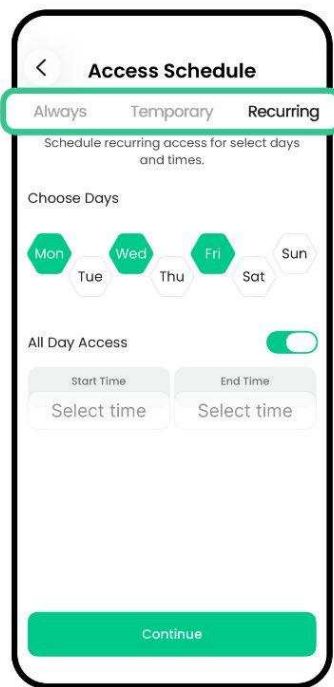 Access Schedule
Always Temporary Recurring
Schedule recurring access for select days
and times.
Choose Days
Mon Wed Fri Sun
Tue Thu Sat
All Day Access
Start Time End Time
Select time Select time
Continue